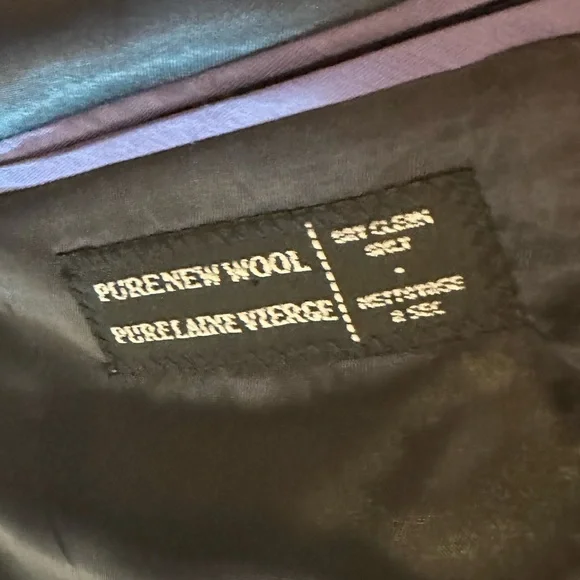 PURE NEW WOOL
PURE LAINE VIERGE
DRY CLEAN
ONLY
•
NETTOYAGE
A SEC